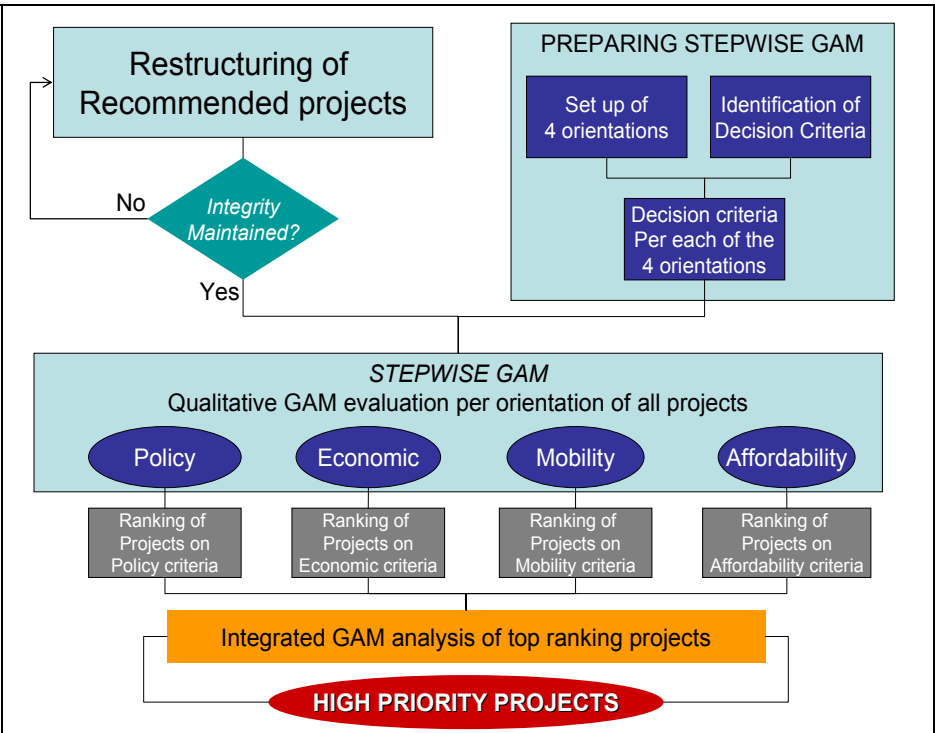 Restructuring of
Recommended projects
No
Integrity
Maintained?
Yes
PREPARING STEPWISE GAM
Set up of
4 orientations
Identification of
Decision Criteria
Decision criteria
Per each of the
4 orientations
STEPWISE GAM
Qualitative GAM evaluation per orientation of all projects
Policy
Economic
Mobility
Affordability
Ranking of
Projects on
Policy criteria
Ranking of
Projects on
Economic criteria
Ranking of
Projects on
Mobility criteria
Ranking of
Projects on
Affordability criteria
Integrated GAM analysis of top ranking projects
HIGH PRIORITY PROJECTS